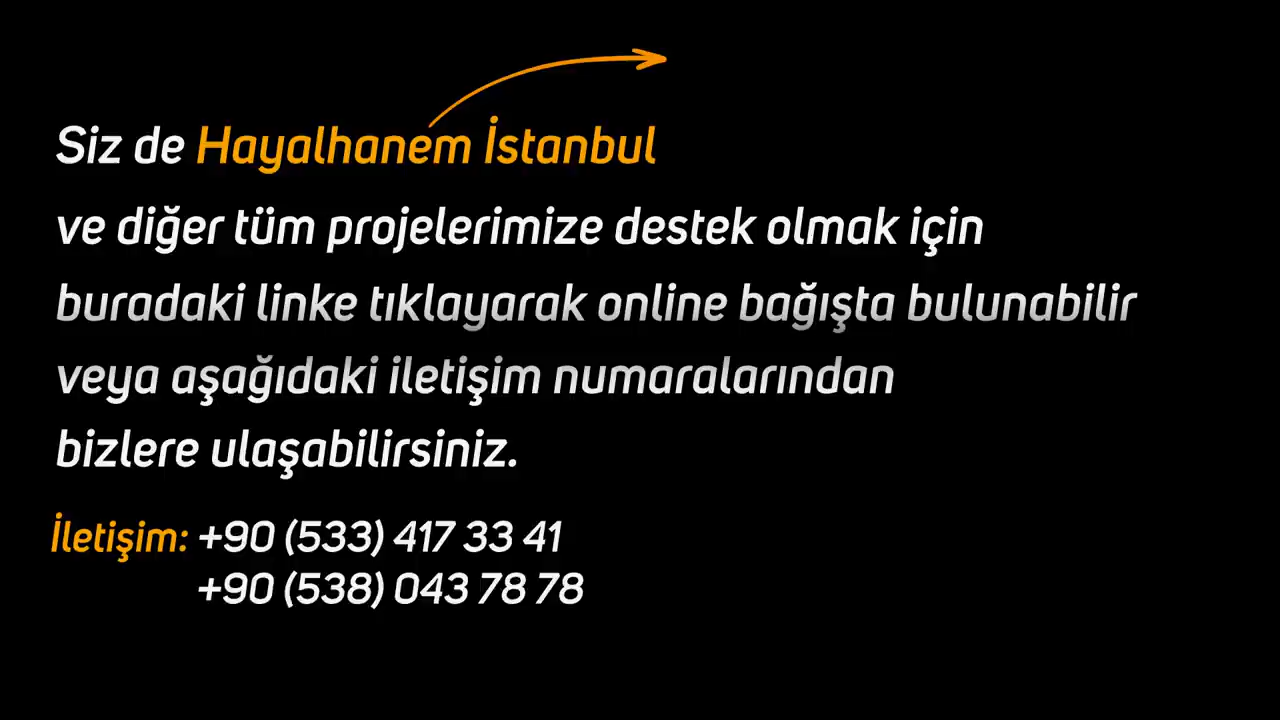 Siz de Hayalhanem İstanbul
ve diğer tüm projelerimize destek olmak için
buradaki linke tıklayarak online bağışta bulunabilir
veya aşağıdaki iletişim numaralarından
bizlere ulaşabilirsiniz.
İletişim: +90 (533) 417 33 41
+90 (538) 043 78 78